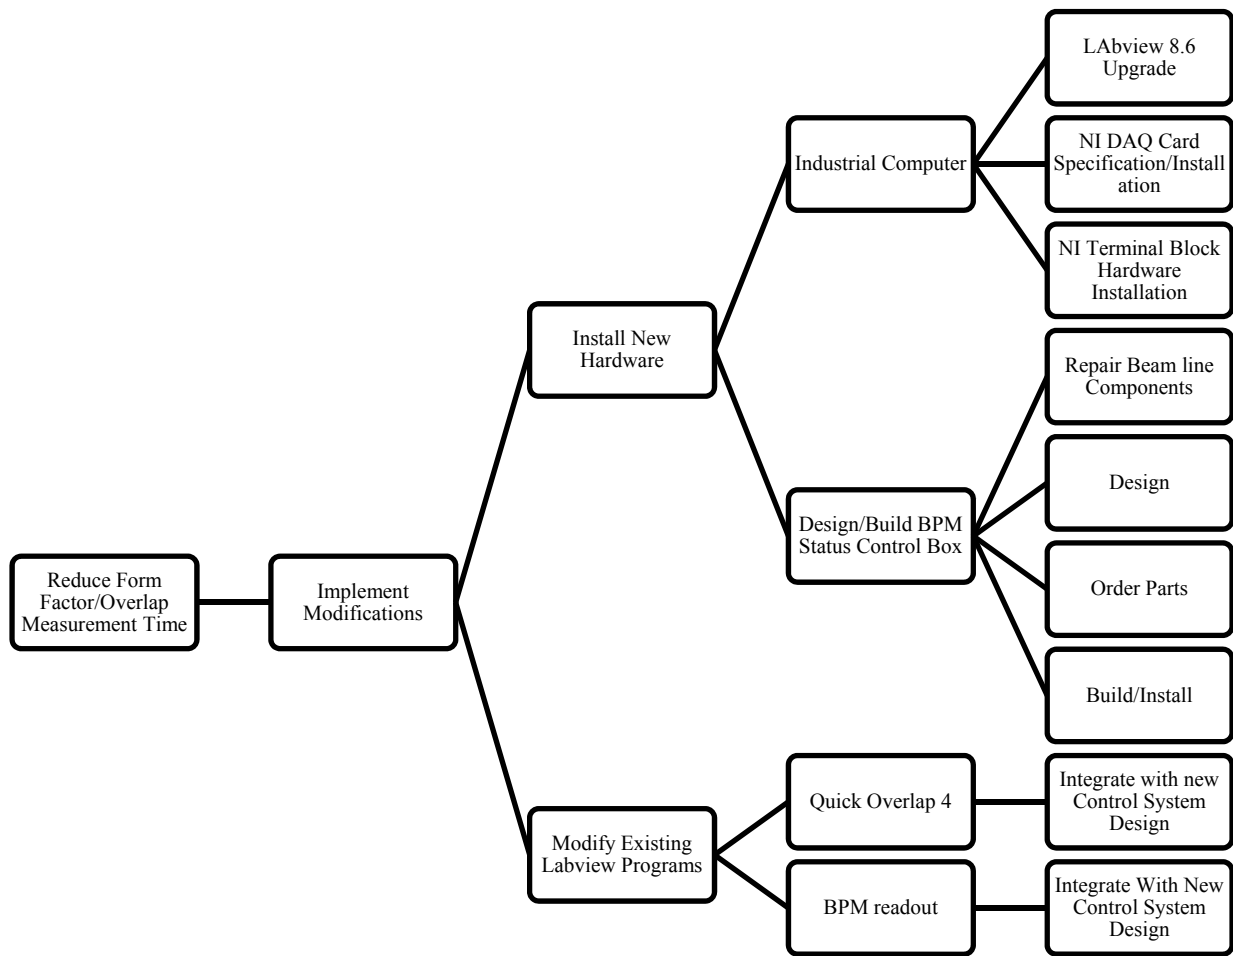 Reduce Form
Factor/Overlap
Measurement Time
Implement
Modifications
Install New
Hardware
Industrial Computer
LAbview 8.6
Upgrade
NI DAQ Card
Specification/Install
ation
NI Terminal Block
Hardware
Installation
Design/Build BPM
Status Control Box
Repair Beam line
Components
Design
Order Parts
Build/Install
Modify Existing
Labview Programs
Quick Overlap 4
Integrate with new
Control System
Design
BPM readout
Integrate With New
Control System
Design